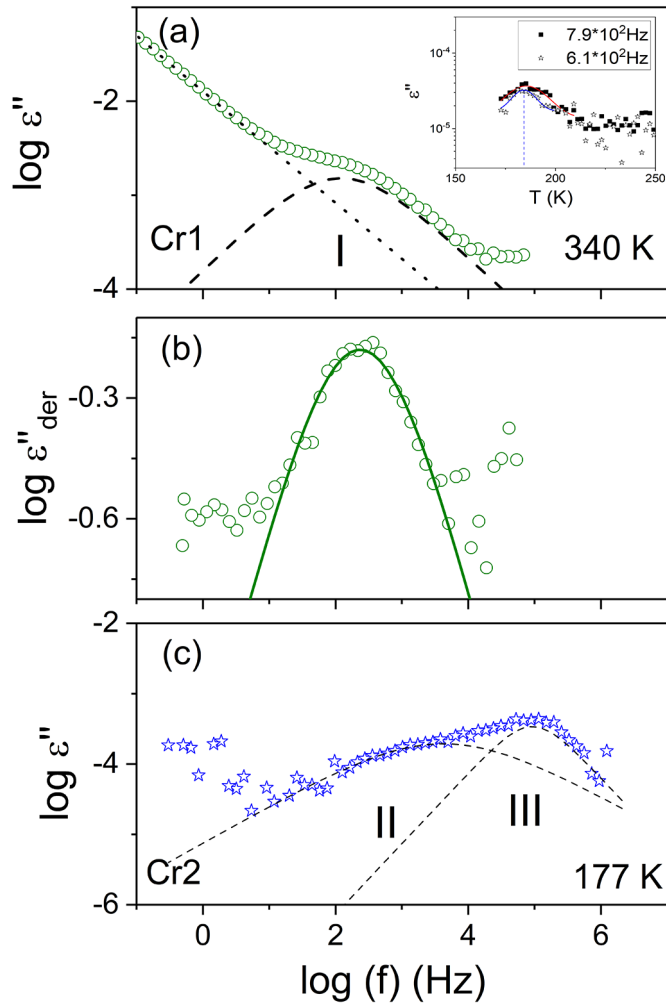 (a)
log ε''
-2
-4
Cr1
I
340 K
7.9*10²Hz
6.1*10²Hz
ε''
10⁻⁴
10⁻⁵
150
200
250
T (K)
(b)
log ε''der
-0.3
-0.6
(c)
log ε''
-2
-4
-6
II
III
Cr2
177 K
0
2
4
6
log (f) (Hz)